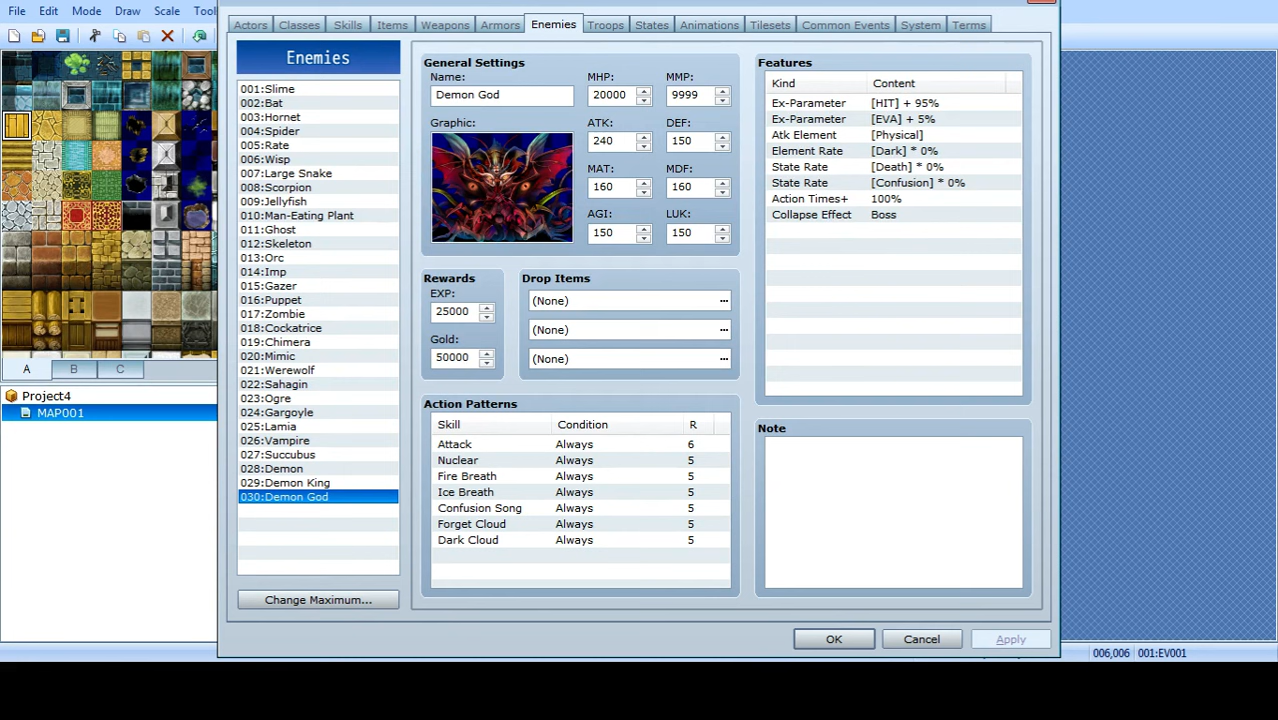 File Edit Mode Draw Scale Tool
Actors Classes Skills Items Weapons Armors Enemies Troops States Animations Tilesets Common Events System Terms
Enemies
001:Slime
002:Bat
003:Hornet
004:Spider
005:Rate
006:Wisp
007:Large Snake
008:Scorpion
009:Jellyfish
010:Man-Eating Plant
011:Ghost
012:Skeleton
013:Orc
014:Imp
015:Gazer
016:Puppet
017:Zombie
018:Cockatrice
019:Chimera
020:Mimic
021:Werewolf
022:Sahagin
023:Ogre
024:Gargoyle
025:Lamia
026:Vampire
027:Succubus
028:Demon
029:Demon King
030:Demon God
Change Maximum...
General Settings
Name: MHP: MMP:
Demon God 20000 9999
Graphic: ATK: DEF:
240 150
MAT: MDF:
160 160
AGI: LUK:
150 150
Rewards
EXP:
25000
Gold:
50000
Drop Items
(None) ...
(None) ...
(None) ...
Action Patterns
Skill Condition R
Attack Always 6
Nuclear Always 5
Fire Breath Always 5
Ice Breath Always 5
Confusion Song Always 5
Forget Cloud Always 5
Dark Cloud Always 5
Features
Kind Content
Ex-Parameter [HIT] + 95%
Ex-Parameter [EVA] + 5%
Atk Element [Physical]
Element Rate [Dark] * 0%
State Rate [Death] * 0%
State Rate [Confusion] * 0%
Action Times+ 100%
Collapse Effect Boss
Note
OK Cancel Apply
A B C
Project4
MAP001
006,006 001:EV001